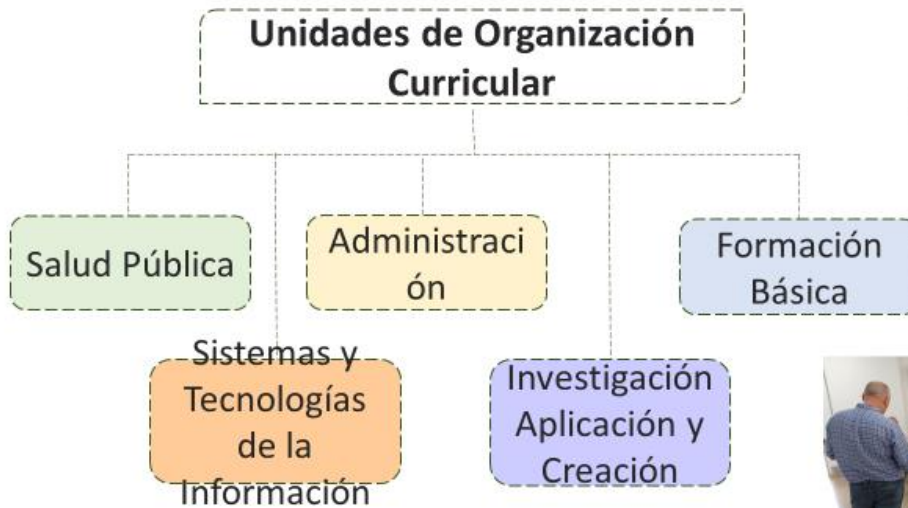 Unidades de Organización
Curricular
Salud Pública
Administraci
ón
Formación
Básica
Sistemas y
Tecnologías
de la
Información
Investigación
Aplicación y
Creación